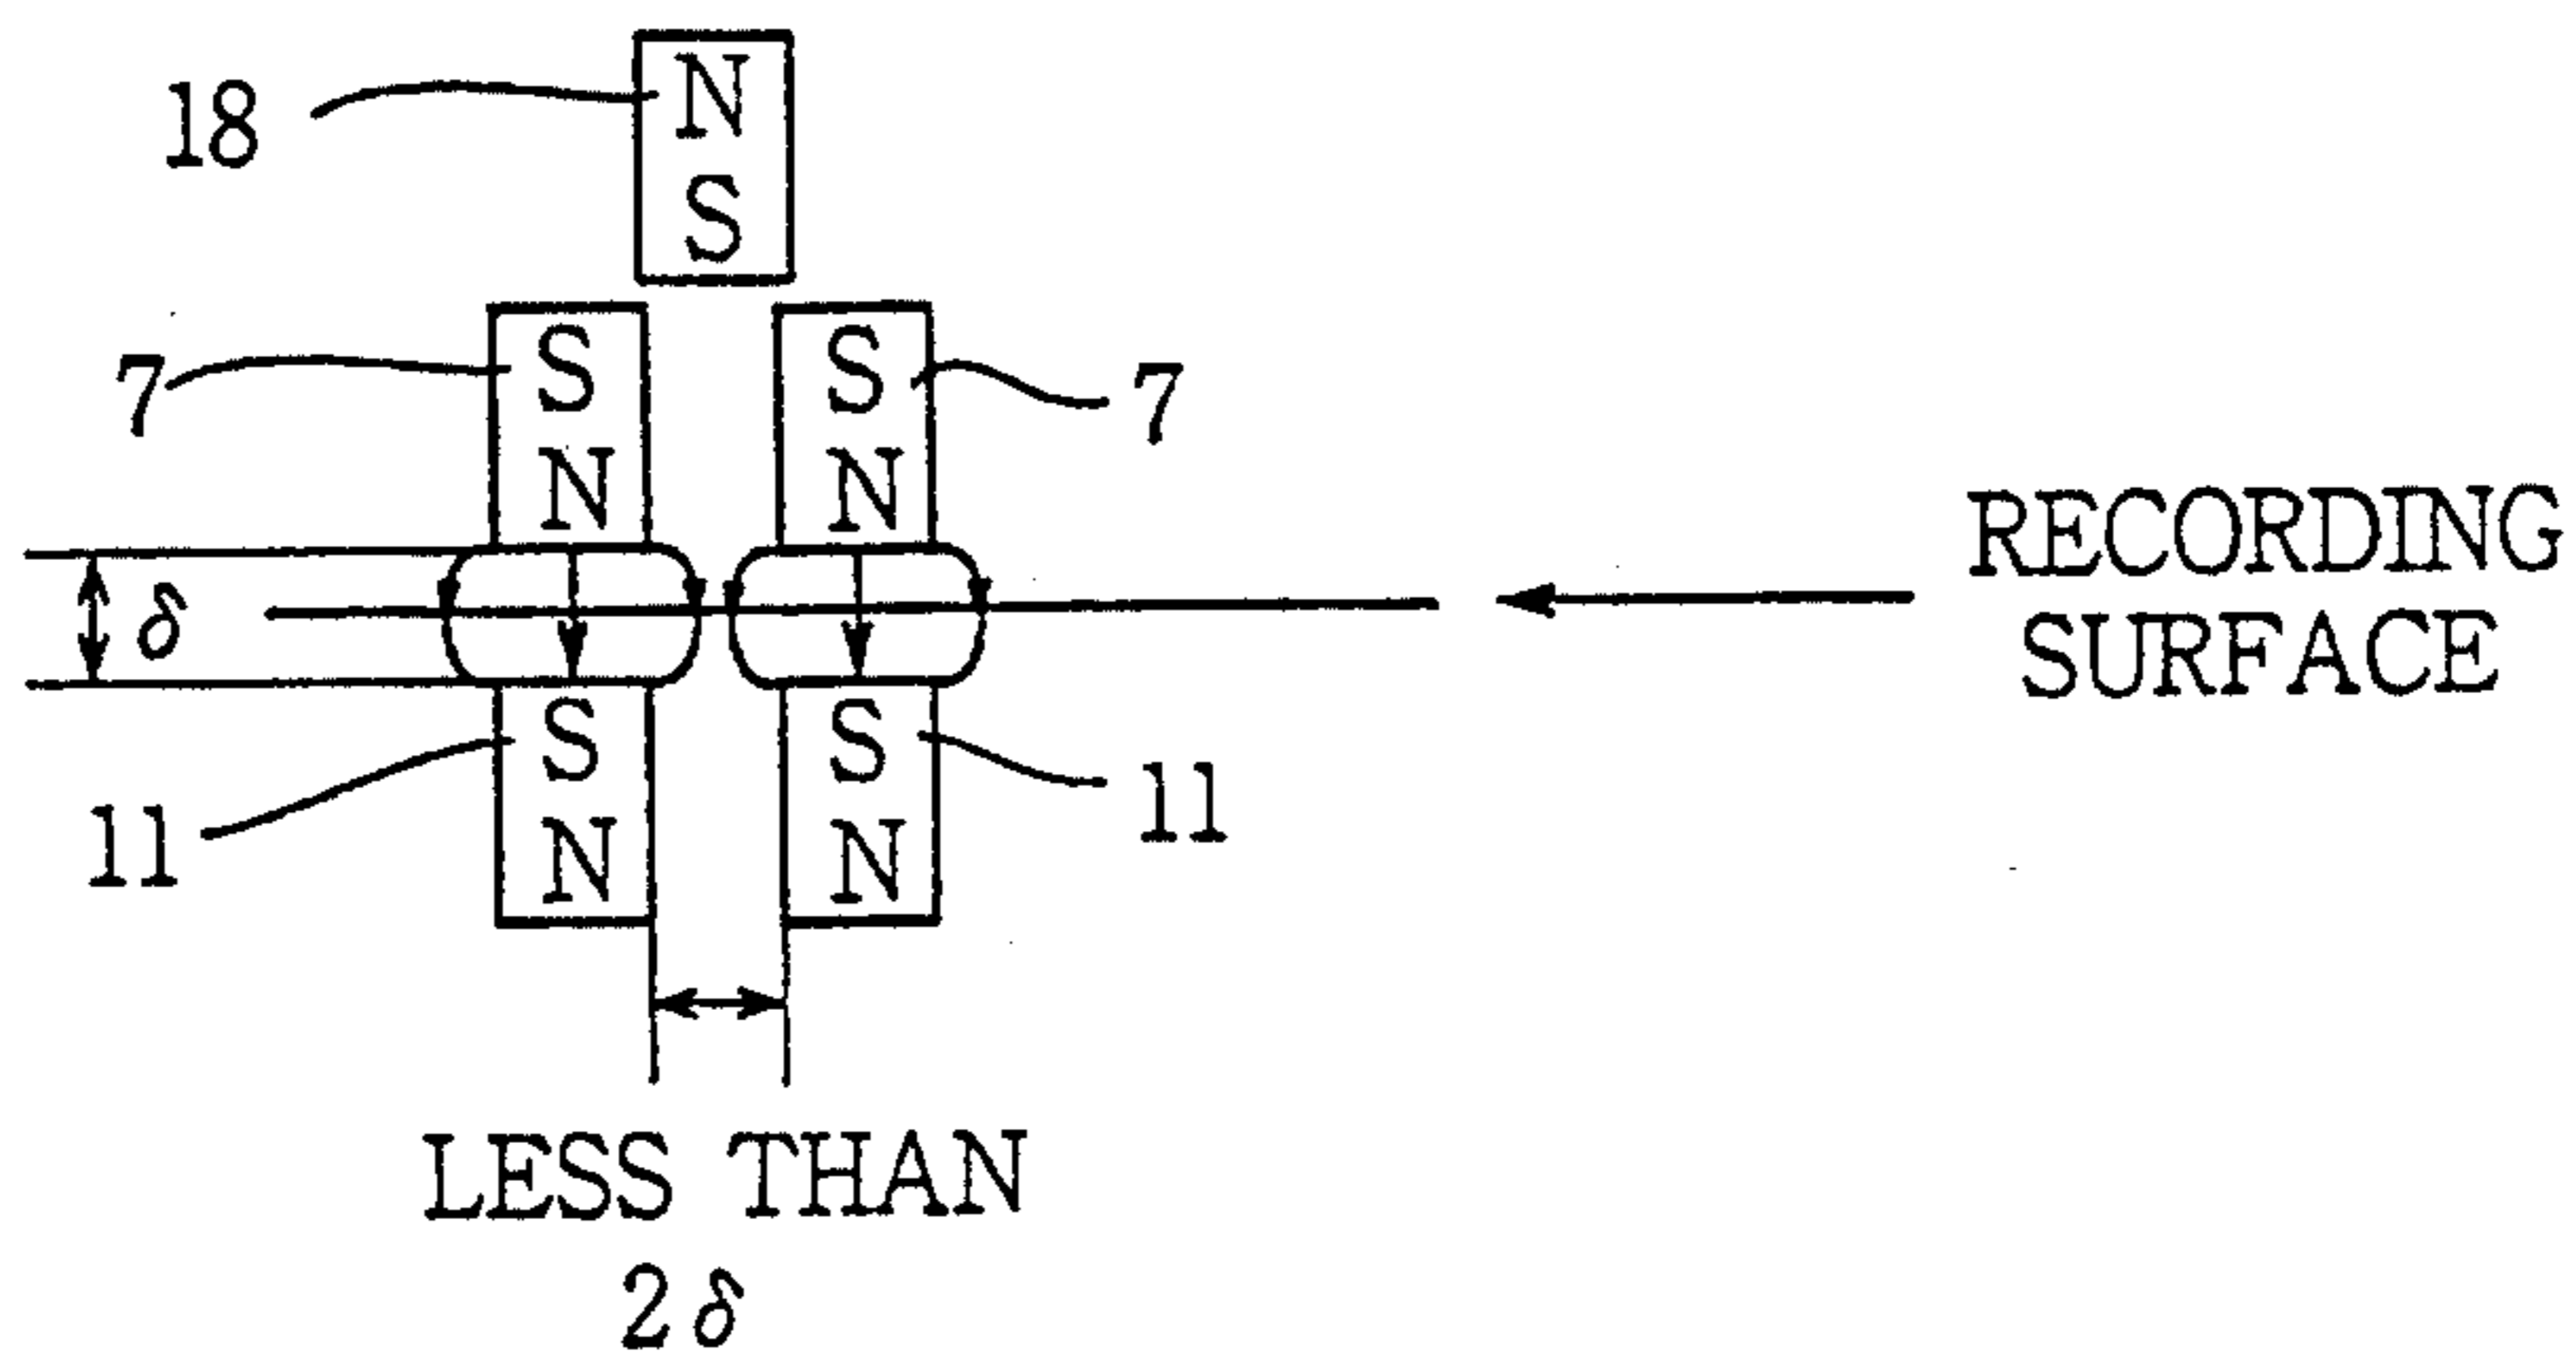 N
18
S
S S
7 7
N N
RECORDING
δ
SURFACE
S S
11 11
N N
LESS THAN
2δ